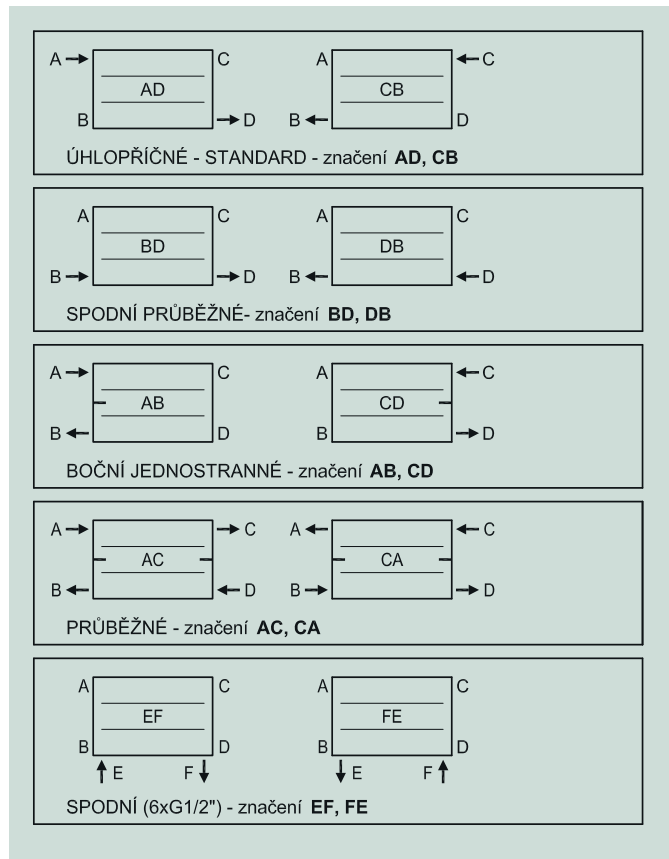 A C A C
AD CB
B D B D
ÚHLOPŘÍČNÉ - STANDARD - značení AD, CB
A C A C
BD DB
B D B D
SPODNÍ PRŮBĚŽNÉ- značení BD, DB
A C A C
AB CD
B D B D
BOČNÍ JEDNOSTRANNÉ - značení AB, CD
A C A C
AC CA
B D B D
PRŮBĚŽNÉ - značení AC, CA
A C A C
EF FE
B D B D
E F E F
SPODNÍ (6xG1/2") - značení EF, FE